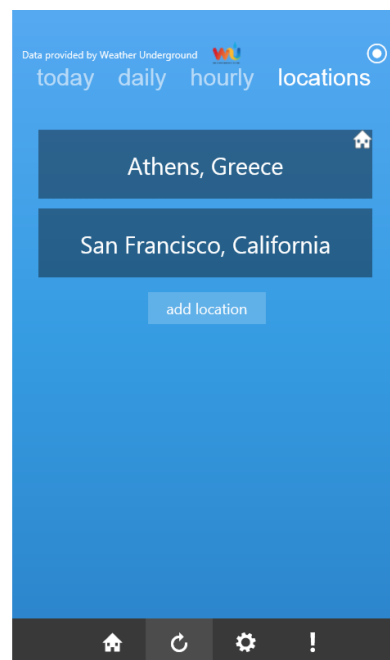 Data provided by Weather Underground
today daily hourly locations
Athens, Greece
San Francisco, California
add location